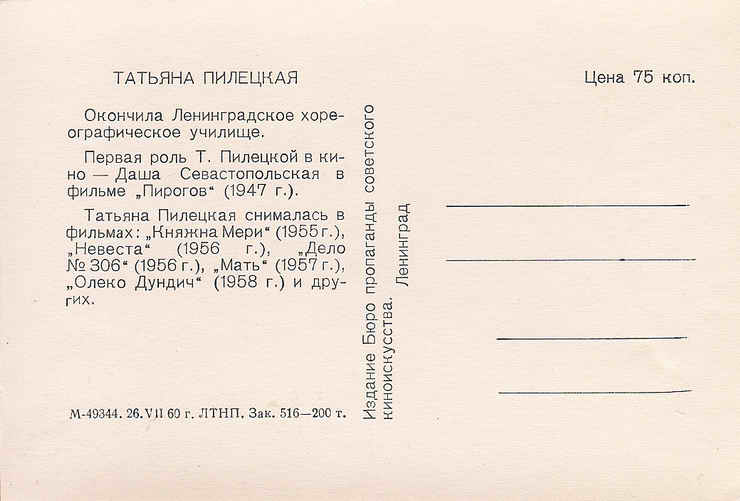 ТАТЬЯНА ПИЛЕЦКАЯ
Окончила Ленинградское хоре-
ографическое училище.
Первая роль Т. Пилецкой в ки-
но — Даша Севастопольская в
фильме „Пирогов“ (1947 г.).
Татьяна Пилецкая снималась в
фильмах: „Княжна Мери“ (1955 г.),
„Невеста“ (1956 г.), „Дело
№ 306“ (1956 г.), „Мать“ (1957 г.),
„Олеко Дундич“ (1958 г.) и дру-
гих.
М-49344. 26.VII 60 г. ЛТНП. Зак. 516—200 т.
Издание Бюро пропаганды советского
киноискусства. Ленинград
Цена 75 коп.